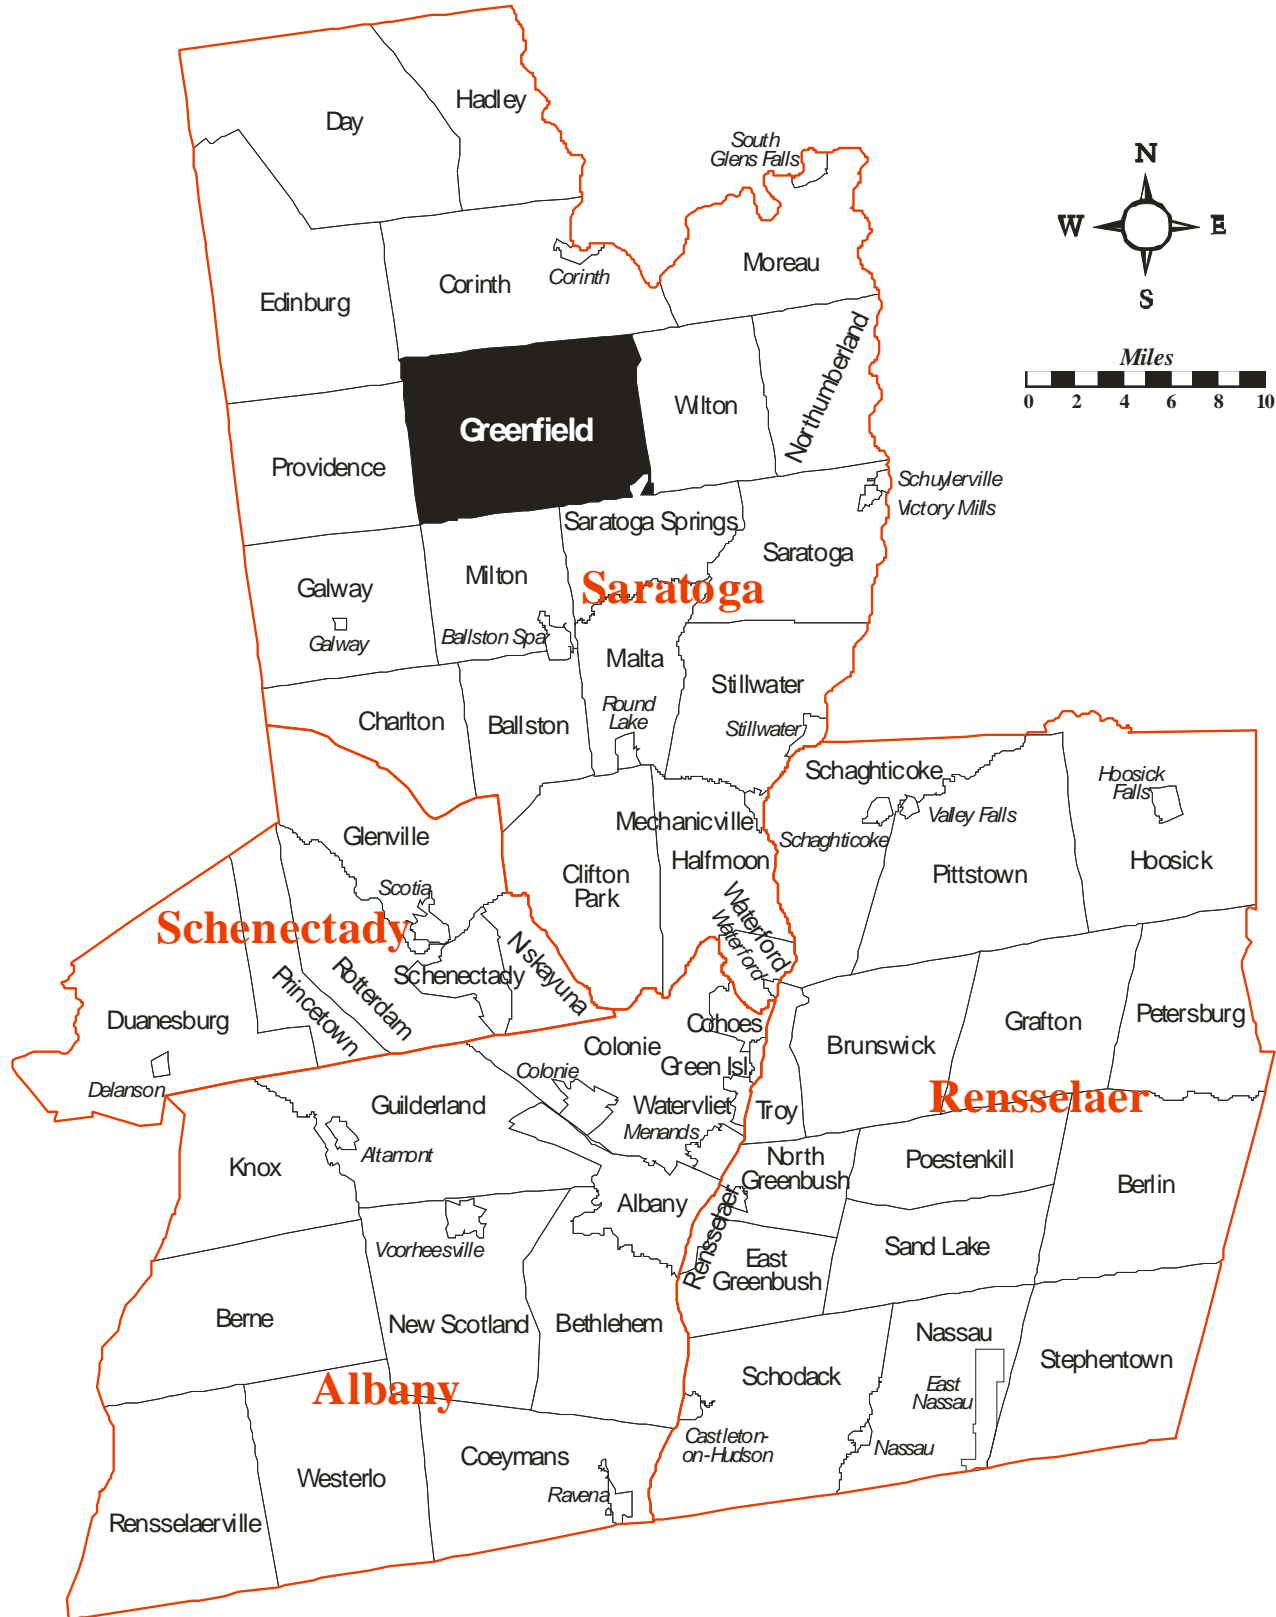 Hadley
Day
South
Glens Falls
N
W
E
S
Moreau
Corinth
Corinth
Edinburg
Miles
0 2 4 6 8 10
Northumberland
Wilton
Greenfield
Providence
Schuylerville
Victory Mills
Saratoga Springs
Saratoga
Milton
Galway
Saratoga
Galway
Ballston Spa
Malta
Stillwater
Round
Lake
Charlton
Ballston
Stillwater
Schaghticoke
Hoosick
Falls
Valley Falls
Mechanicville
Schaghticoke
Glenville
Halfmoon
Hoosick
Clifton
Park
Pittstown
Scotia
Waterford
Waterford
Schenectady
Niskayuna
Schenectady
Rotterdam
Princetown
Duanesburg
Cohoes
Petersburg
Grafton
Colonie
Brunswick
Green Isl.
Colonie
Delanson
Rensselaer
Guilderland
Watervliet
Troy
Menands
Altamont
North
Greenbush
Poestenkill
Knox
Berlin
Albany
Rensselaer
Voorheesville
Sand Lake
East
Greenbush
Berne
New Scotland
Bethlehem
Nassau
Stephentown
Schodack
Albany
East
Nassau
Castleton-
on-Hudson
Nassau
Coeymans
Westerlo
Ravena
Rensselaerville